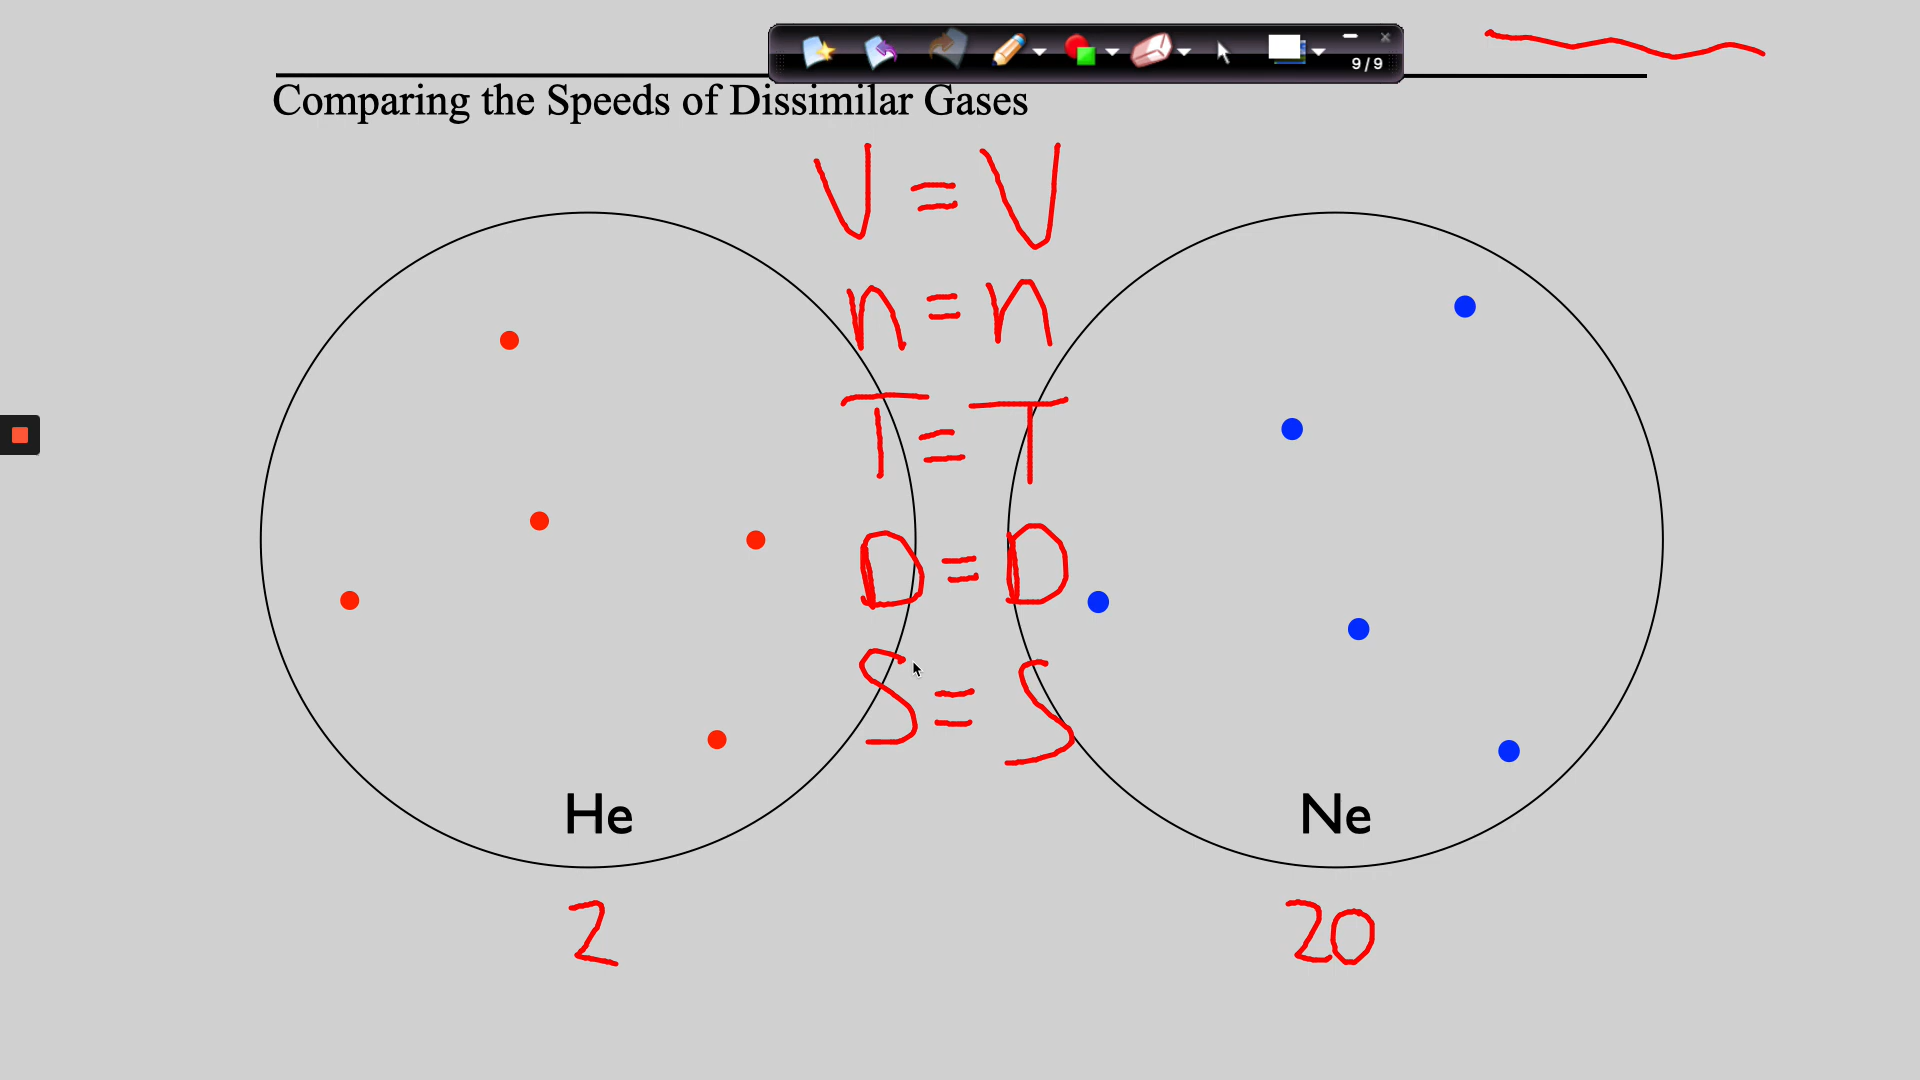 9/9
Comparing the Speeds of Dissimilar Gases
V = V
n = n
T = T
D = D
S = S
He
Ne
2
20